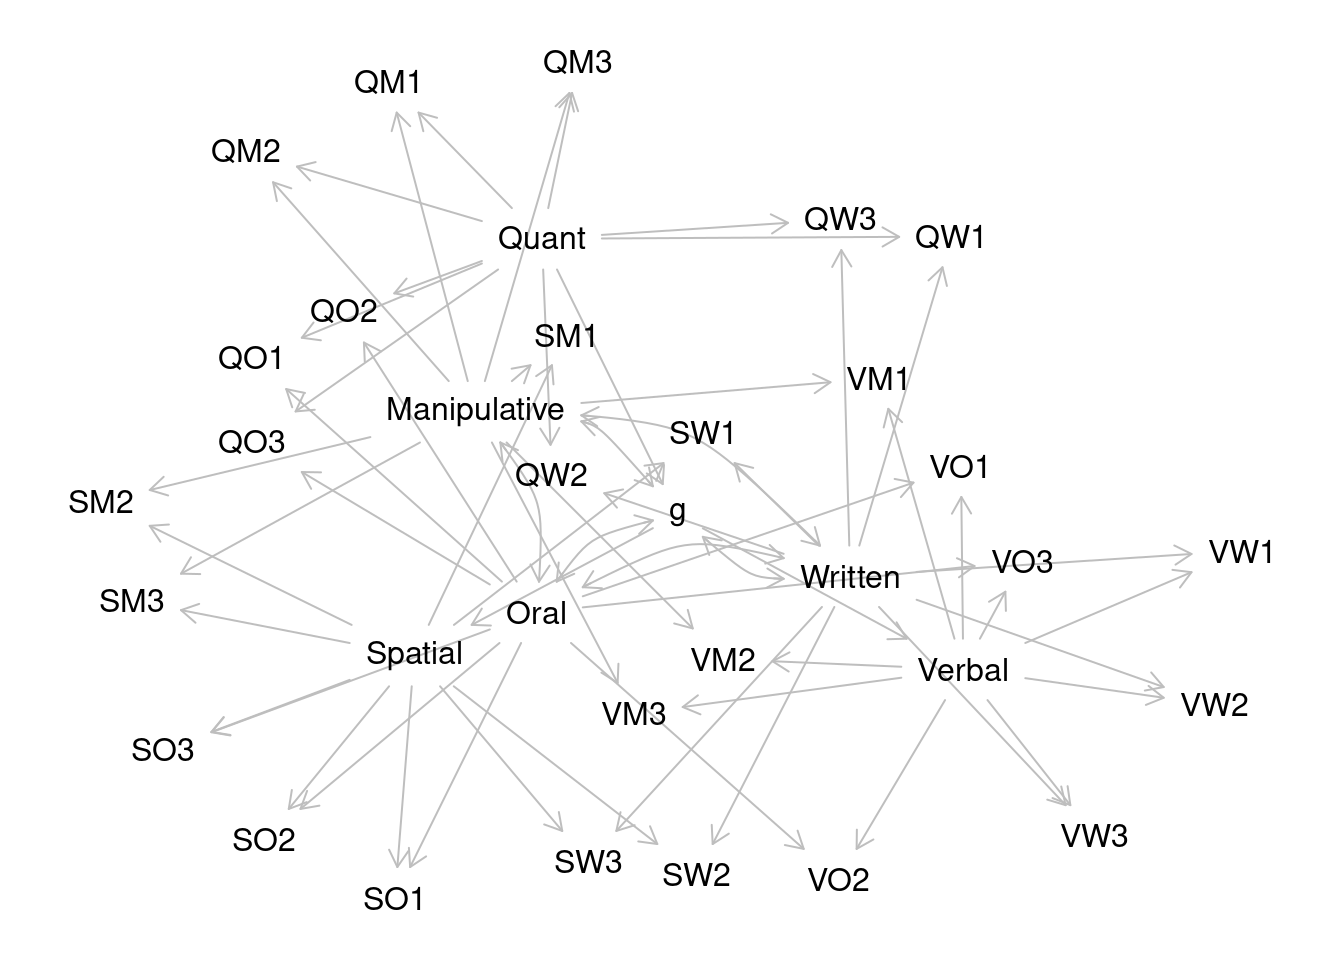 QM3
QM1
QM2
QW3
Quant
QW1
QO2
SM1
QO1
VM1
Manipulative
SW1
QO3
VO1
QW2
SM2
g
VW1
VO3
Written
SM3
Oral
Spatial
VM2
Verbal
VW2
VM3
SO3
VW3
SO2
SW3
SW2
VO2
SO1